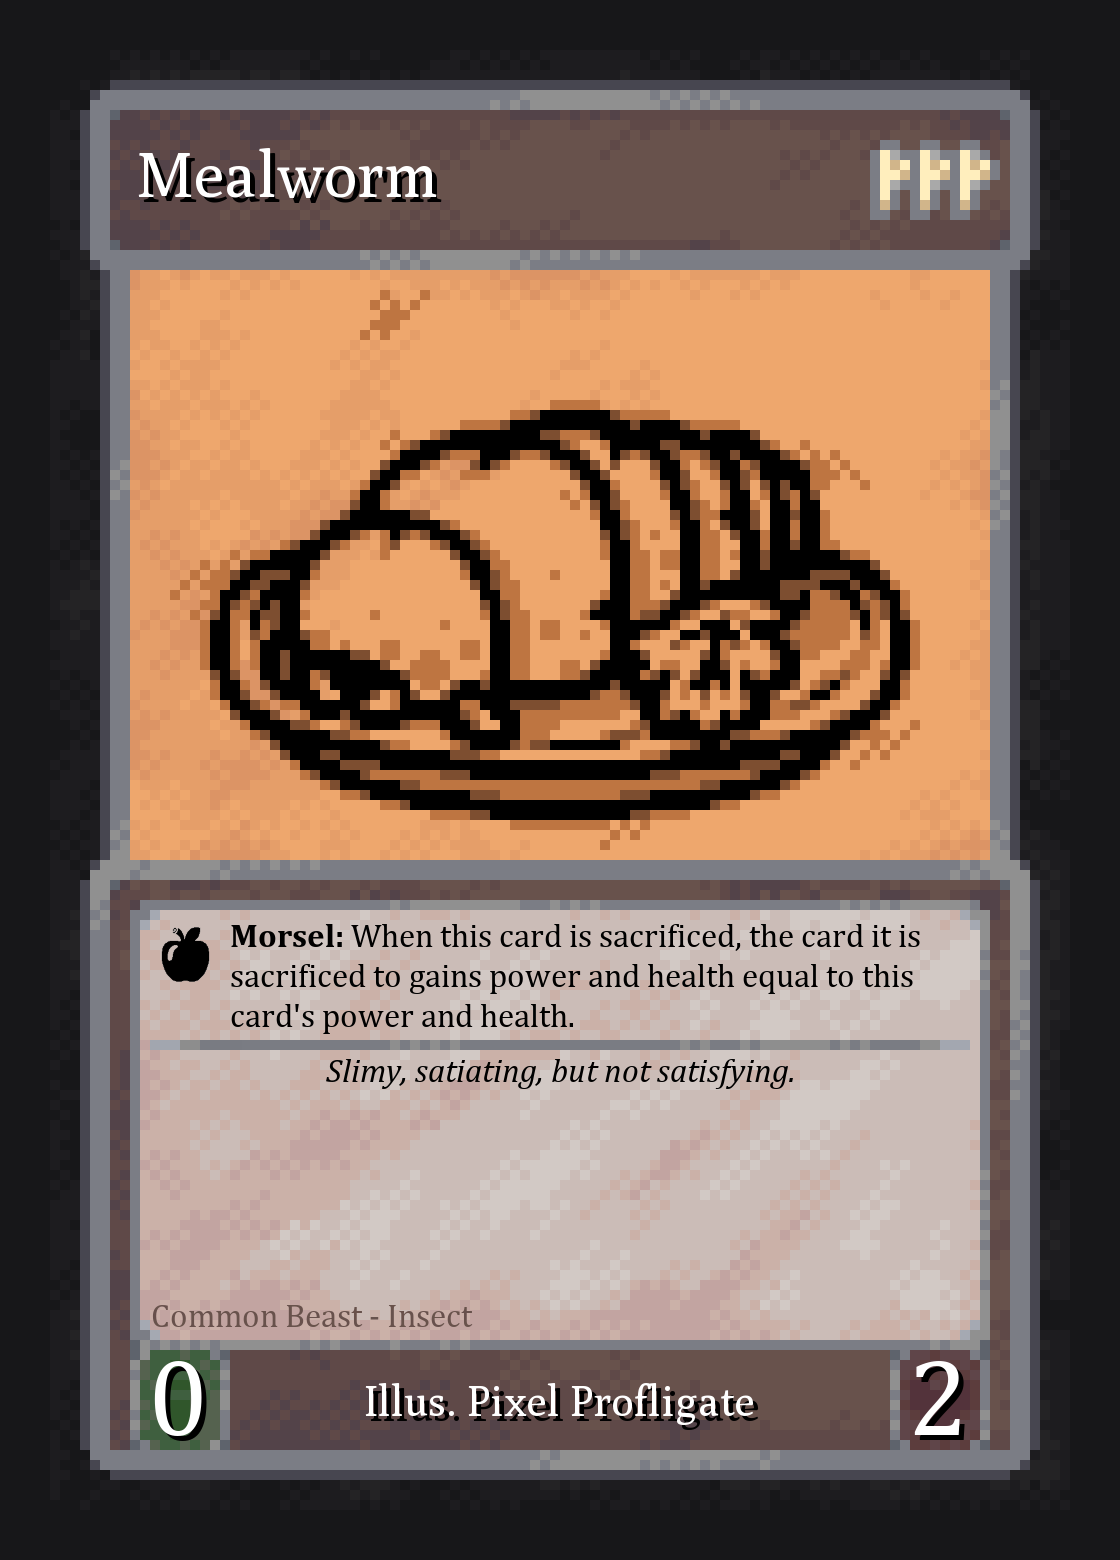 Mealworm
Morsel: When this card is sacrificed, the card it is
sacrificed to gains power and health equal to this
card's power and health.
Slimy, satiating, but not satisfying.
Common Beast - Insect
0
Illus. Pixel Profligate
2